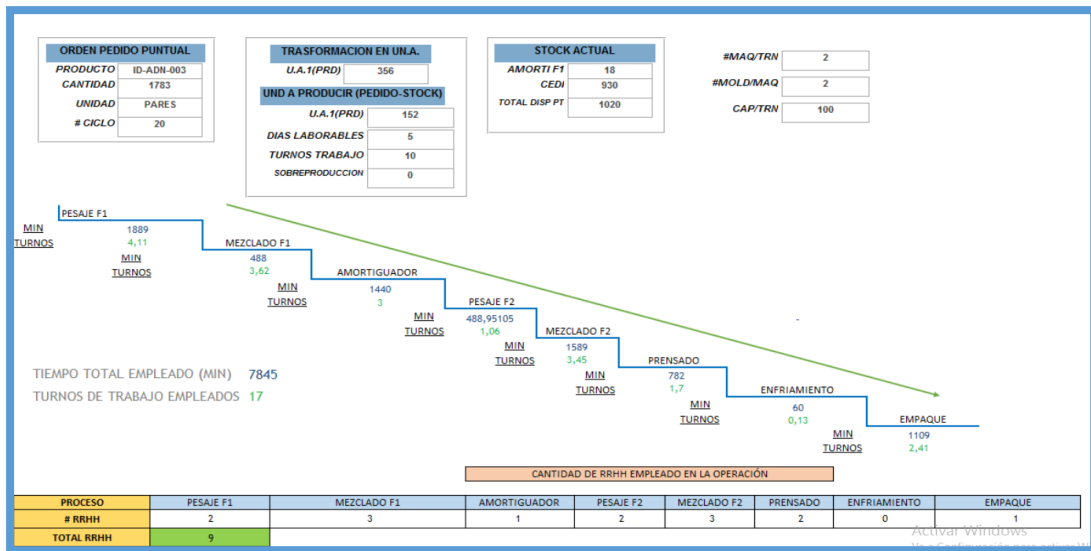 ORDEN PEDIDO PUNTUAL
PRODUCTO ID-ADN-003
CANTIDAD 1783
UNIDAD PARES
# CICLO 20
TRASFORMACION EN UN.A.
U.A.1(PRD) 356
UND A PRODUCIR (PEDIDO-STOCK)
U.A.1(PRD) 152
DIAS LABORABLES 5
TURNOS TRABAJO 10
SOBREPRODUCCION 0
STOCK ACTUAL
AMORTI F1 18
CEDI 930
TOTAL DISP PT 1020
#MAQ/TRN 2
#MOLD/MAQ 2
CAP/TRN 100
PESAJE F1
MIN 1889
TURNOS 4,11
MEZCLADO F1
MIN 488
TURNOS 3,62
AMORTIGUADOR
MIN 1440
TURNOS 3
PESAJE F2
MIN 488,95105
TURNOS 1,06
MEZCLADO F2
MIN 1589
TURNOS 3,45
PRENSADO
MIN 782
TURNOS 1,7
ENFRIAMIENTO
MIN 60
TURNOS 0,13
EMPAQUE
MIN 1109
TURNOS 2,41
TIEMPO TOTAL EMPLEADO (MIN) 7845
TURNOS DE TRABAJO EMPLEADOS 17
CANTIDAD DE RRHH EMPLEADO EN LA OPERACIÓN
PROCESO PESAJE F1 MEZCLADO F1 AMORTIGUADOR PESAJE F2 MEZCLADO F2 PRENSADO ENFRIAMIENTO EMPAQUE
# RRHH 2 3 1 2 3 2 0 1
TOTAL RRHH 9
Activar Windows